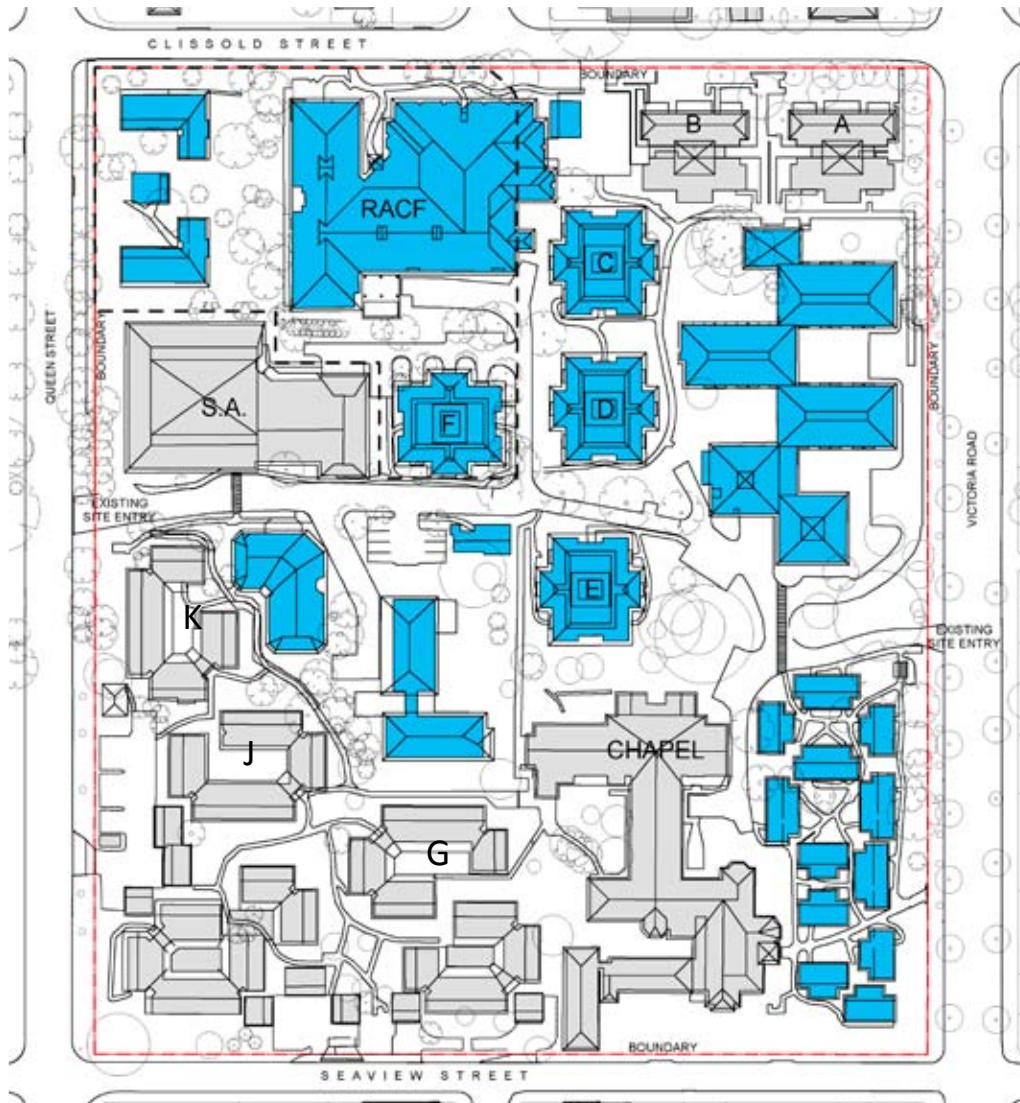 CLISSOLD STREET
BOUNDARY
B
A
RACF
C
QUEEN STREET
BOUNDARY
BOUNDARY
S.A.
F
D
VICTORIA ROAD
EXISTING
SITE ENTRY
E
K
EXISTING
SITE ENTRY
J
CHAPEL
G
BOUNDARY
SEAVIEW STREET